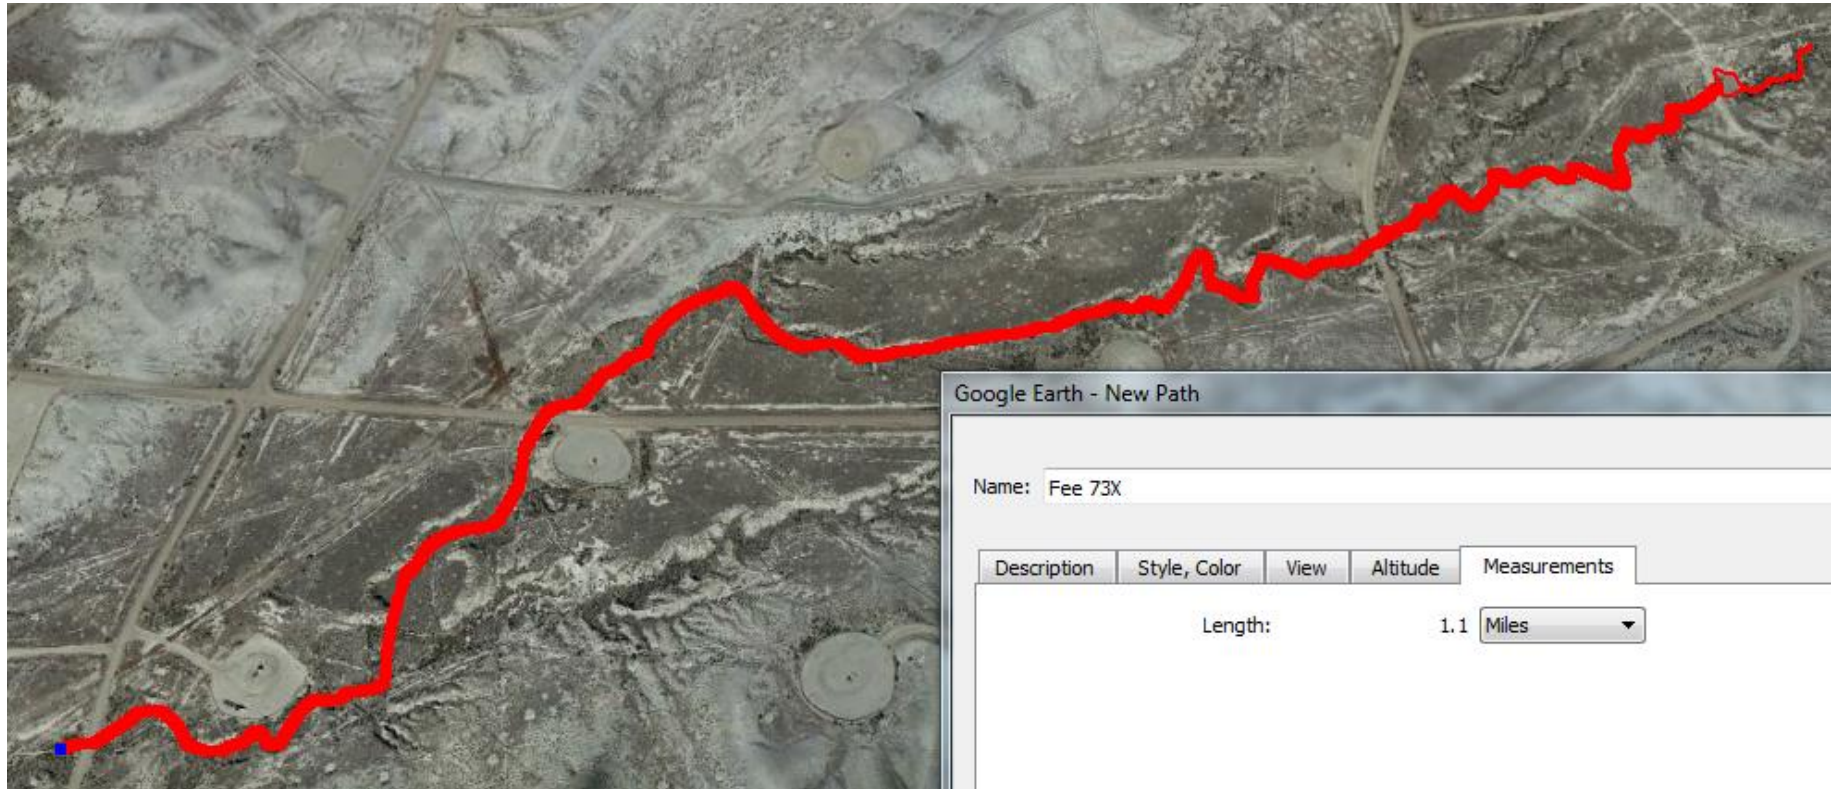 Google Earth - New Path
Name: Fee 73X
Description Style, Color View Altitude Measurements
Length: 1.1 Miles